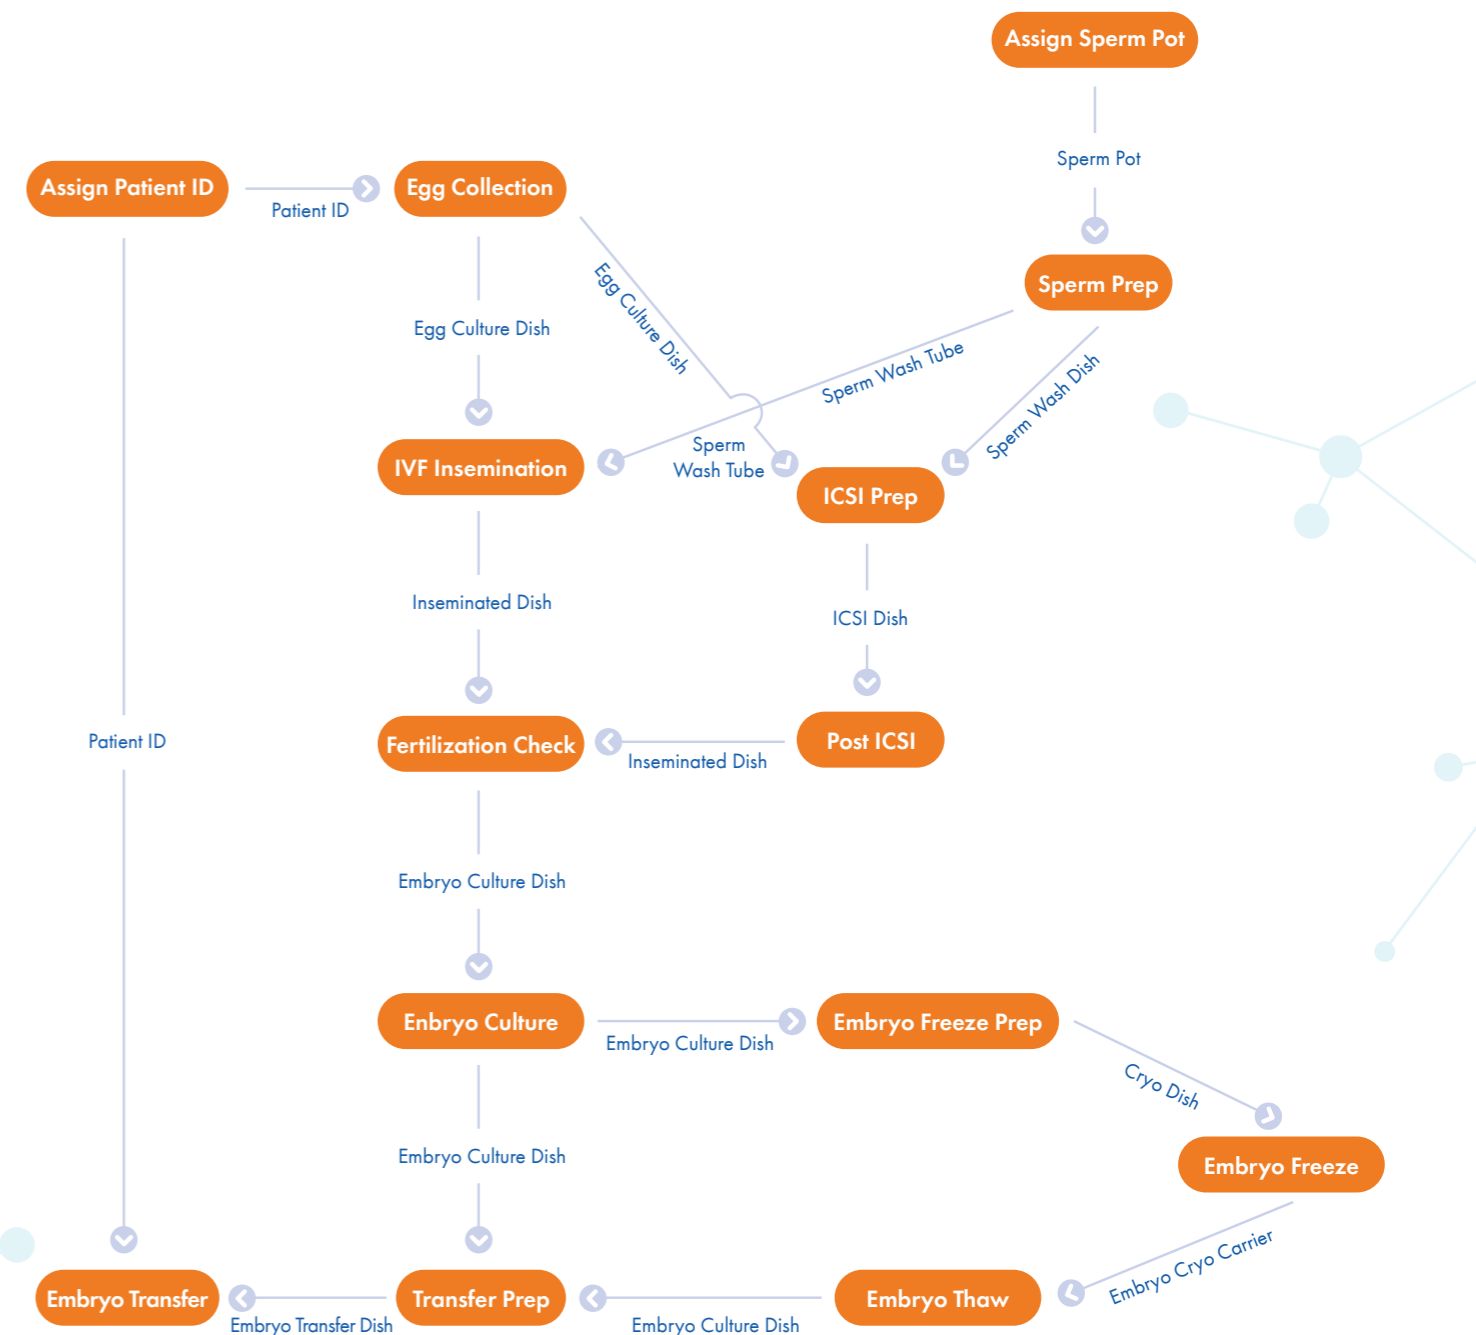 Assign Sperm Pot
Sperm Pot
Assign Patient ID
Patient ID
Egg Collection
Egg Culture Dish
Egg Culture Dish
Sperm Prep
Sperm Wash Tube
Sperm Wash Dish
Sperm
Wash Tube
IVF Insemination
ICSI Prep
Inseminated Dish
ICSI Dish
Patient ID
Fertilization Check
Inseminated Dish
Post ICSI
Embryo Culture Dish
Enbryo Culture
Embryo Culture Dish
Embryo Freeze Prep
Cryo Dish
Embryo Culture Dish
Embryo Freeze
Embryo Cryo Carrier
Embryo Transfer
Embryo Transfer Dish
Transfer Prep
Embryo Culture Dish
Embryo Thaw